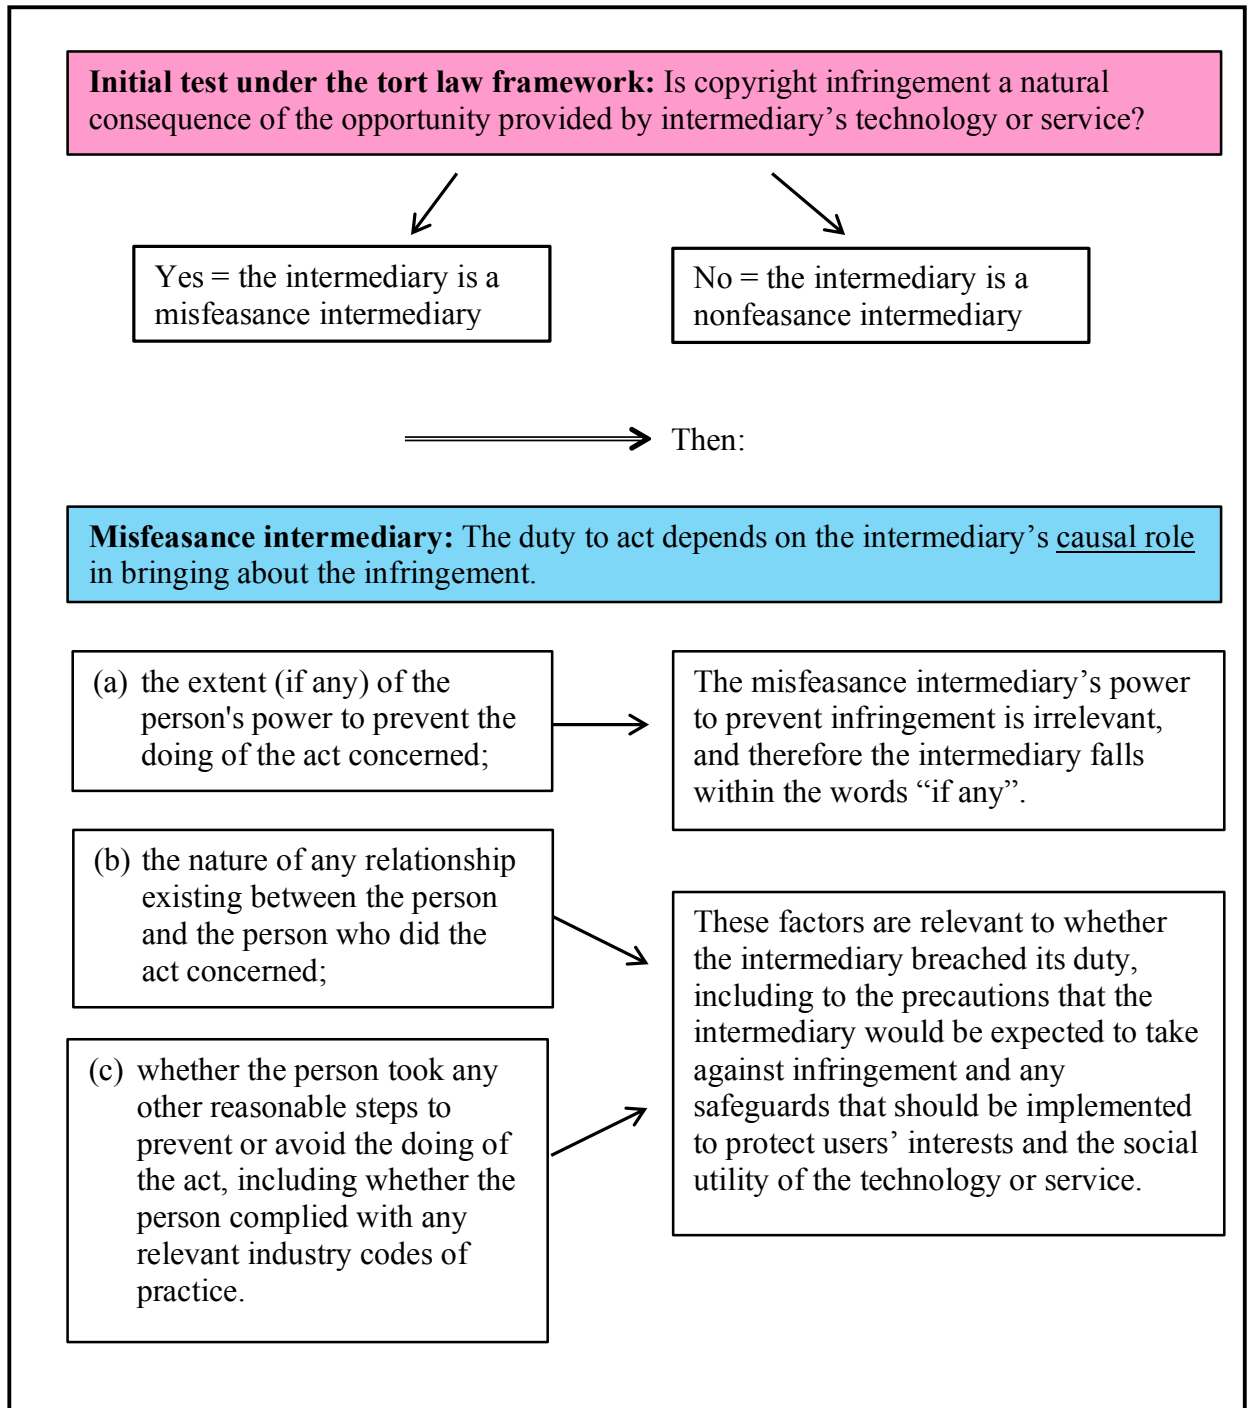 Initial test under the tort law framework: Is copyright infringement a natural
consequence of the opportunity provided by intermediary’s technology or service?
Yes = the intermediary is a
misfeasance intermediary
No = the intermediary is a
nonfeasance intermediary
Then:
Misfeasance intermediary: The duty to act depends on the intermediary’s causal role
in bringing about the infringement.
(a) the extent (if any) of the
person's power to prevent the
doing of the act concerned;
The misfeasance intermediary’s power
to prevent infringement is irrelevant,
and therefore the intermediary falls
within the words “if any”.
(b) the nature of any relationship
existing between the person
and the person who did the
act concerned;
(c) whether the person took any
other reasonable steps to
prevent or avoid the doing of
the act, including whether the
person complied with any
relevant industry codes of
practice.
These factors are relevant to whether
the intermediary breached its duty,
including to the precautions that the
intermediary would be expected to take
against infringement and any
safeguards that should be implemented
to protect users’ interests and the social
utility of the technology or service.